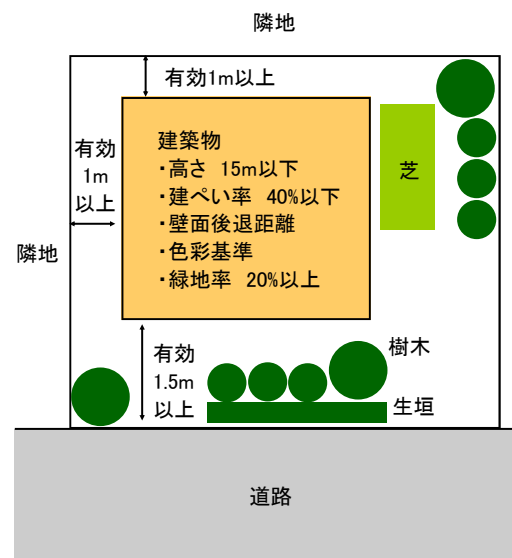 隣地
有効1m以上
建築物
・高さ 15m以下
・建ぺい率 40%以下
・壁面後退距離
・色彩基準
・緑地率 20%以上
有効
1m
以上
芝
隣地
有効
1.5m
以上
樹木
生垣
道路